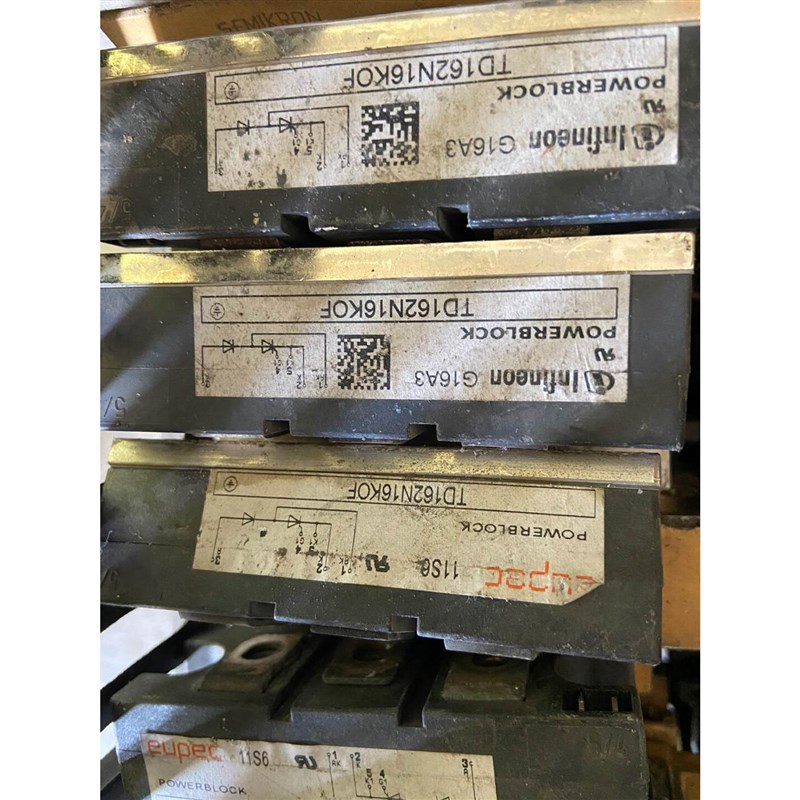 SEMIKRON
TD162N16KOF
POWERBLOCK
Infineon G16A3
TD162N16KOF
POWERBLOCK
Infineon G16A3
TD162N16KOF
POWERBLOCK
eupec 11S6
eupec 11S6
POWERBLOCK